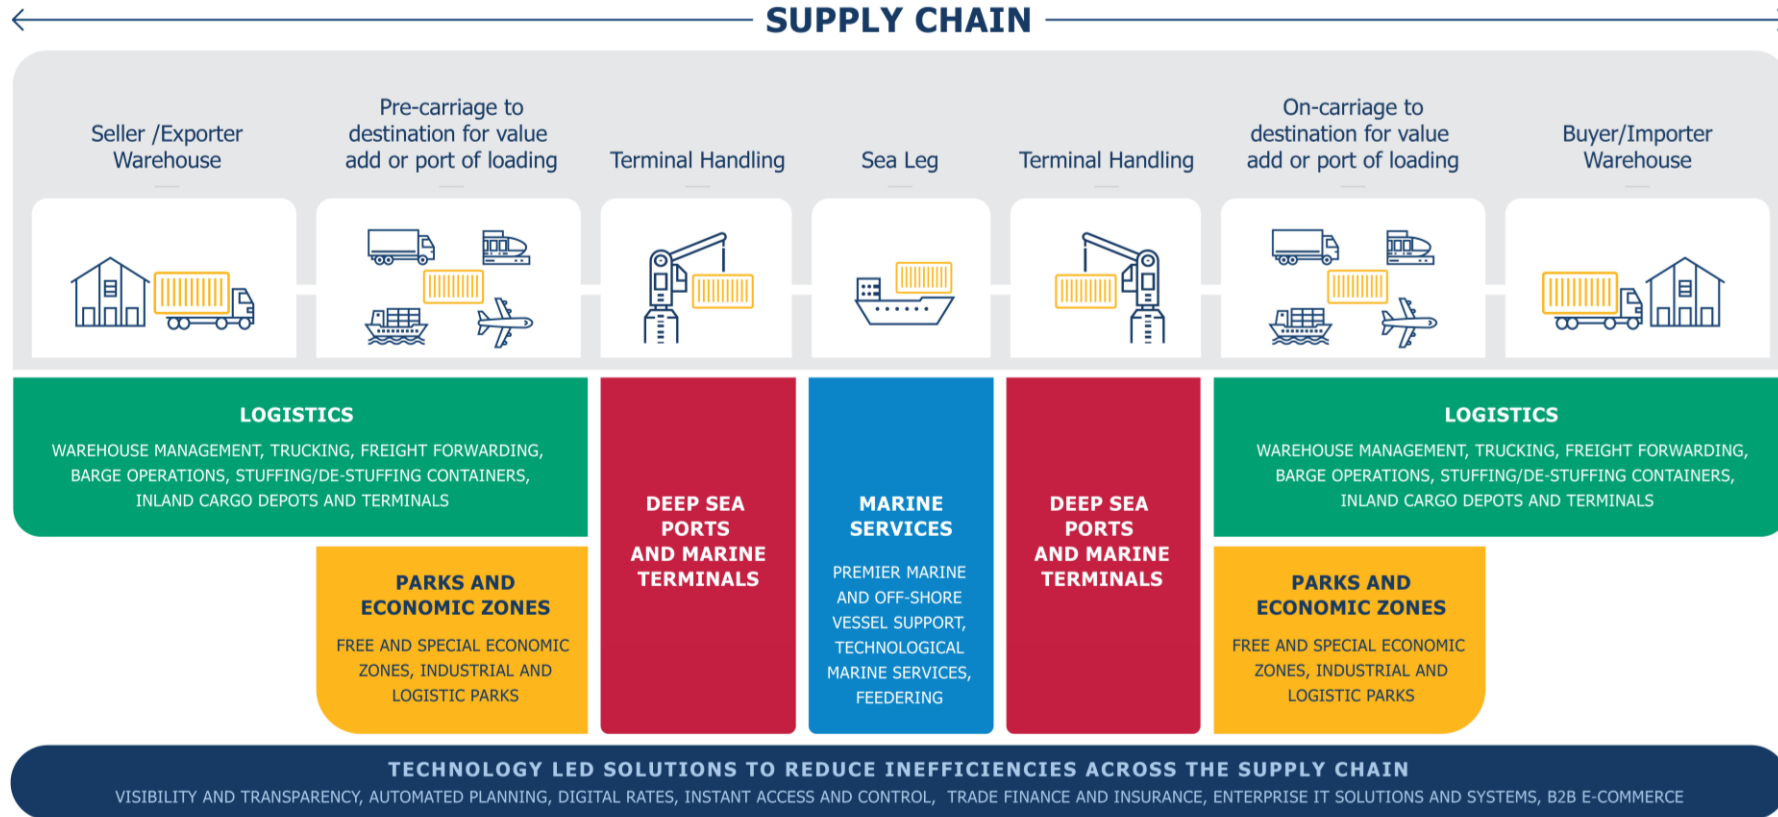 SUPPLY CHAIN
Seller /Exporter
Warehouse
Pre-carriage to
destination for value
add or port of loading
Terminal Handling
Sea Leg
Terminal Handling
On-carriage to
destination for value
add or port of loading
Buyer/Importer
Warehouse
LOGISTICS
WAREHOUSE MANAGEMENT, TRUCKING, FREIGHT FORWARDING,
BARGE OPERATIONS, STUFFING/DE-STUFFING CONTAINERS,
INLAND CARGO DEPOTS AND TERMINALS
PARKS AND
ECONOMIC ZONES
FREE AND SPECIAL ECONOMIC
ZONES, INDUSTRIAL AND
LOGISTIC PARKS
DEEP SEA
PORTS
AND MARINE
TERMINALS
MARINE
SERVICES
PREMIER MARINE
AND OFF-SHORE
VESSEL SUPPORT,
TECHNOLOGICAL
MARINE SERVICES,
FEEDERING
DEEP SEA
PORTS
AND MARINE
TERMINALS
LOGISTICS
WAREHOUSE MANAGEMENT, TRUCKING, FREIGHT FORWARDING,
BARGE OPERATIONS, STUFFING/DE-STUFFING CONTAINERS,
INLAND CARGO DEPOTS AND TERMINALS
PARKS AND
ECONOMIC ZONES
FREE AND SPECIAL ECONOMIC
ZONES, INDUSTRIAL AND
LOGISTIC PARKS
TECHNOLOGY LED SOLUTIONS TO REDUCE INEFFICIENCIES ACROSS THE SUPPLY CHAIN
VISIBILITY AND TRANSPARENCY, AUTOMATED PLANNING, DIGITAL RATES, INSTANT ACCESS AND CONTROL, TRADE FINANCE AND INSURANCE, ENTERPRISE IT SOLUTIONS AND SYSTEMS, B2B E-COMMERCE